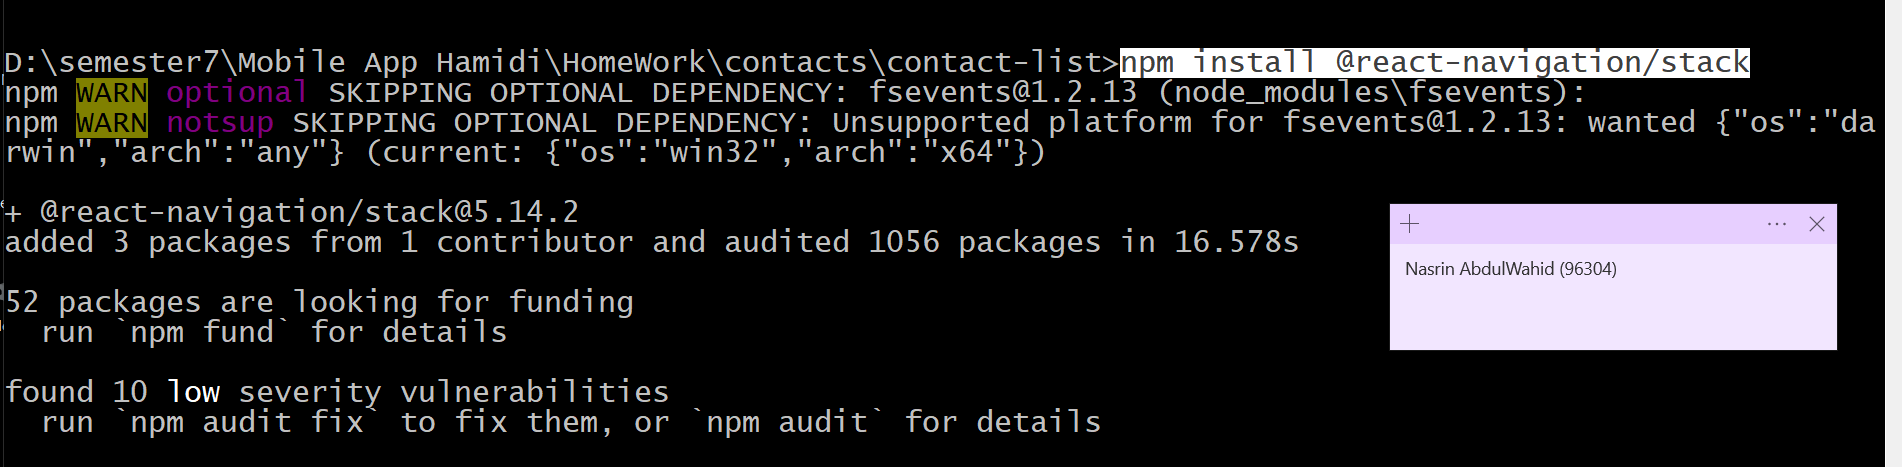 D:\semester7\Mobile App Hamidi\HomeWork\contacts\contact-list>npm install @react-navigation/stack
npm WARN optional SKIPPING OPTIONAL DEPENDENCY: fsevents@1.2.13 (node_modules\fsevents):
npm WARN notsup SKIPPING OPTIONAL DEPENDENCY: Unsupported platform for fsevents@1.2.13: wanted {"os":"da
rwin","arch":"any"} (current: {"os":"win32","arch":"x64"})
+ @react-navigation/stack@5.14.2
added 3 packages from 1 contributor and audited 1056 packages in 16.578s
52 packages are looking for funding
run `npm fund` for details
found 10 low severity vulnerabilities
run `npm audit fix` to fix them, or `npm audit` for details
Nasrin AbdulWahid (96304)